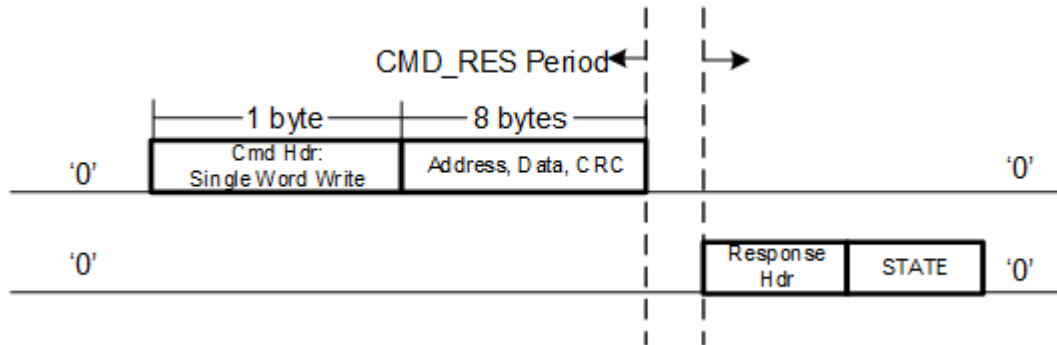 CMD_RES Period
1 byte
8 bytes
‘0’
Cmd Hdr:
Single Word Write
Address, Data, CRC
‘0’
‘0’
Response
Hdr
STATE
‘0’